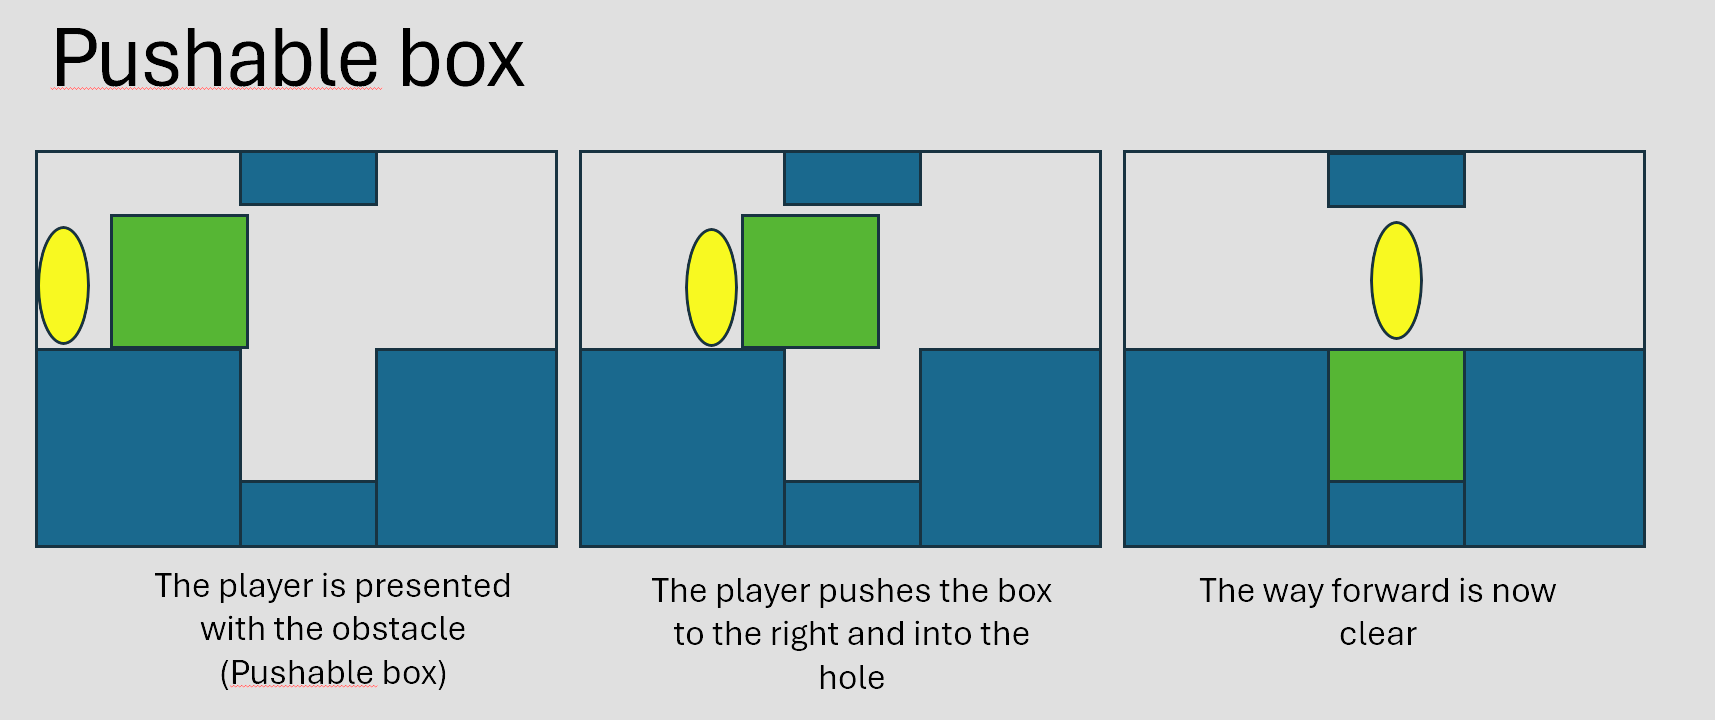 Pushable box
The player is presented
with the obstacle
(Pushable box)
The player pushes the box
to the right and into the
hole
The way forward is now
clear